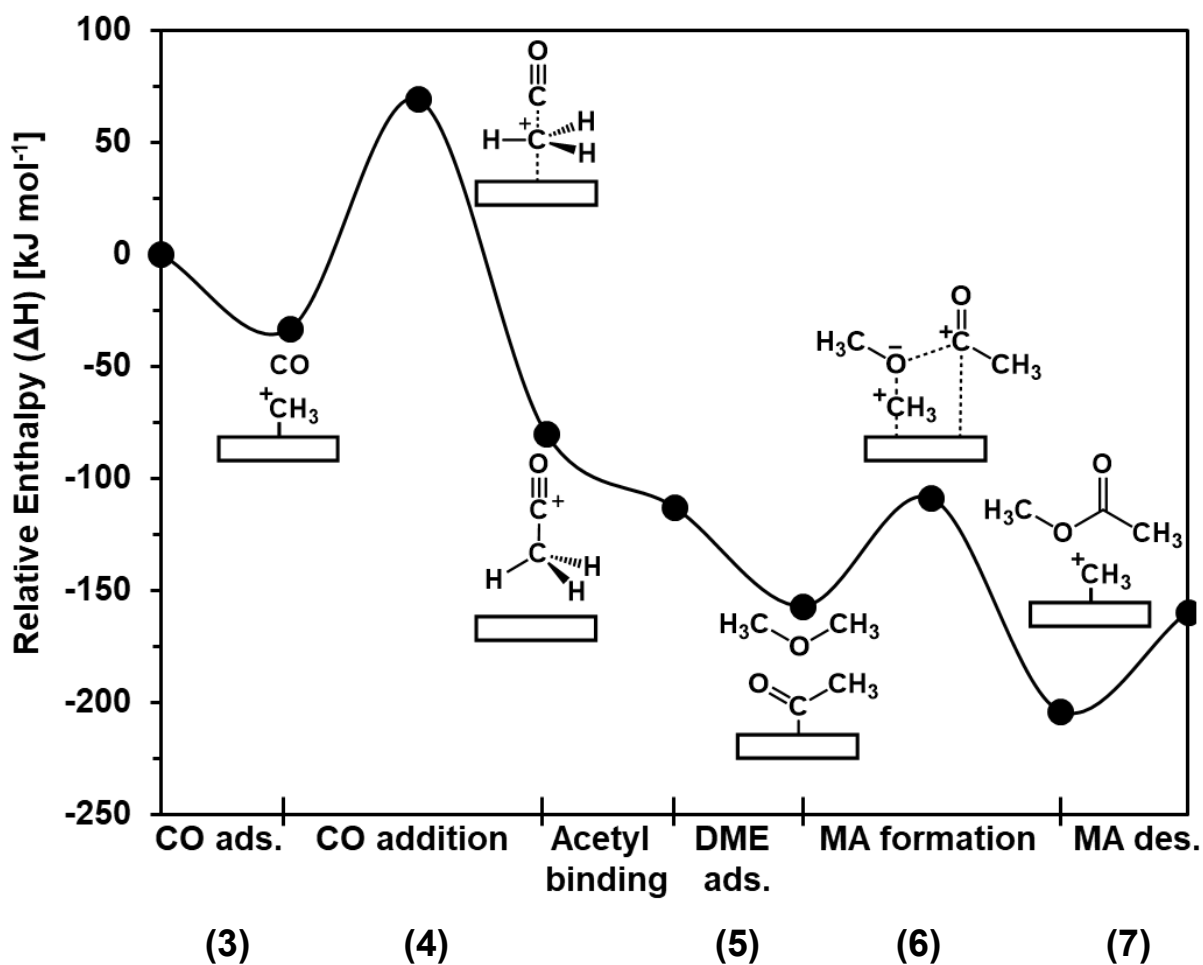 Relative Enthalpy (ΔH) [kJ mol-1]
100
50
0
-50
-100
-150
-200
-250
O
C
+
H C H
H
CO
+
CH3
O
C +
C
H H
H
H3C CH3
O
O CH3
C
O
H3C − + C
O CH3
+
CH3
O
H3C
O CH3
+
CH3
CO ads. CO addition Acetyl binding DME ads. MA formation MA des.
(3) (4) (5) (6) (7)